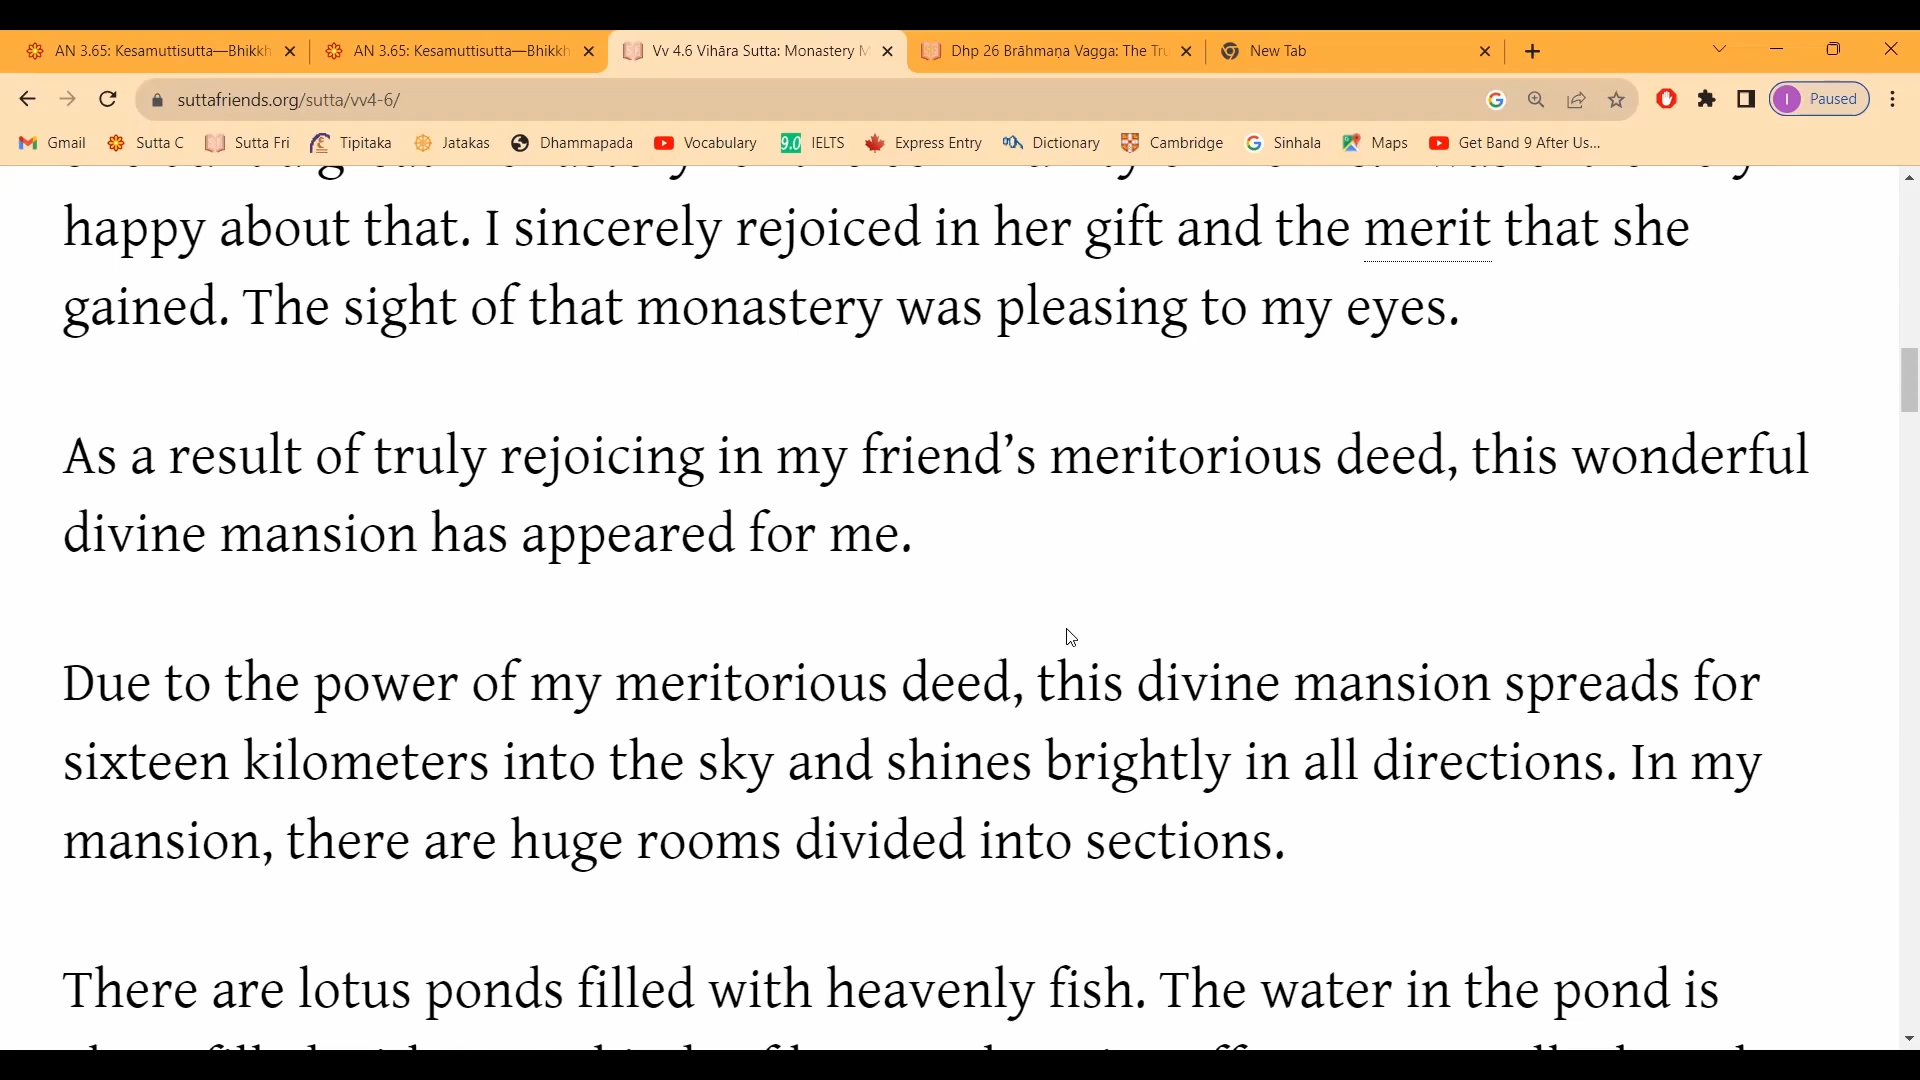 AN 3.65: Kesamuttisutta—Bhikkh
AN 3.65: Kesamuttisutta—Bhikkh
Vv 4.6 Vihāra Sutta: Monastery M
Dhp 26 Brāhmaṇa Vagga: The Tru
New Tab
suttafriends.org/sutta/vv4-6/
Paused
Gmail
Sutta C
Sutta Fri
Tipitaka
Jatakas
Dhammapada
Vocabulary
9.0 IELTS
Express Entry
Dictionary
Cambridge
Sinhala
Maps
Get Band 9 After Us...
happy about that. I sincerely rejoiced in her gift and the merit that she
gained. The sight of that monastery was pleasing to my eyes.
As a result of truly rejoicing in my friend’s meritorious deed, this wonderful
divine mansion has appeared for me.
Due to the power of my meritorious deed, this divine mansion spreads for
sixteen kilometers into the sky and shines brightly in all directions. In my
mansion, there are huge rooms divided into sections.
There are lotus ponds filled with heavenly fish. The water in the pond is